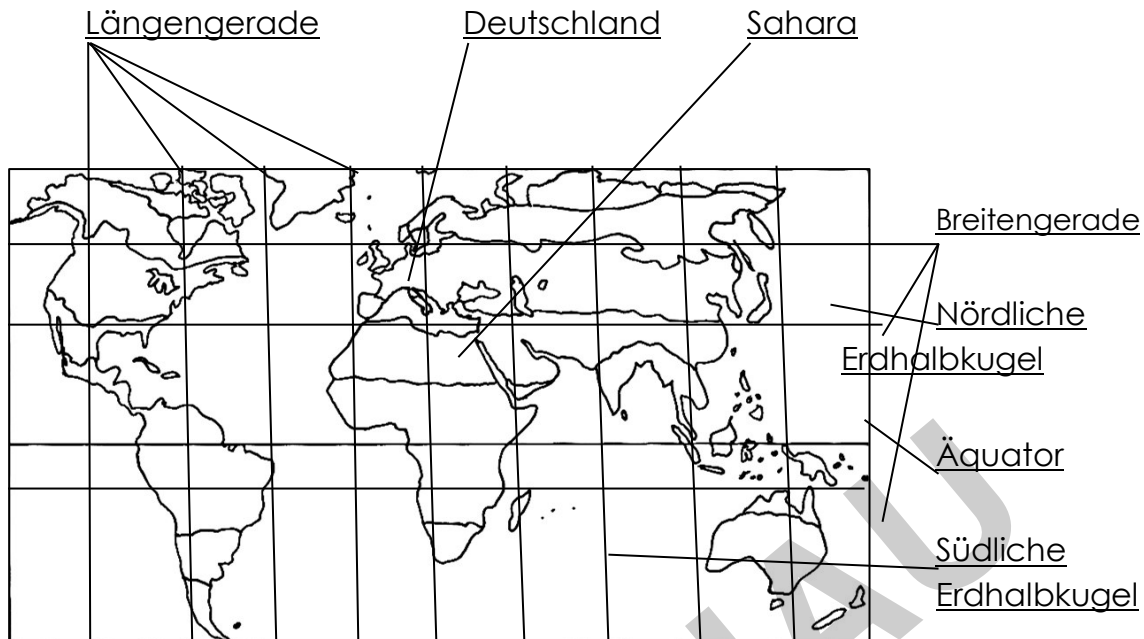 Längengerade Deutschland Sahara
Breitengerade
Nördliche
Erdhalbkugel
Äquator
Südliche
Erdhalbkugel